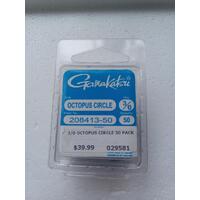 Gamakatsu
OCTOPUS CIRCLE 3/0
208413-50 50
3/0 OCTOPUS CIRCLE 50 PACK
$39.99 029581